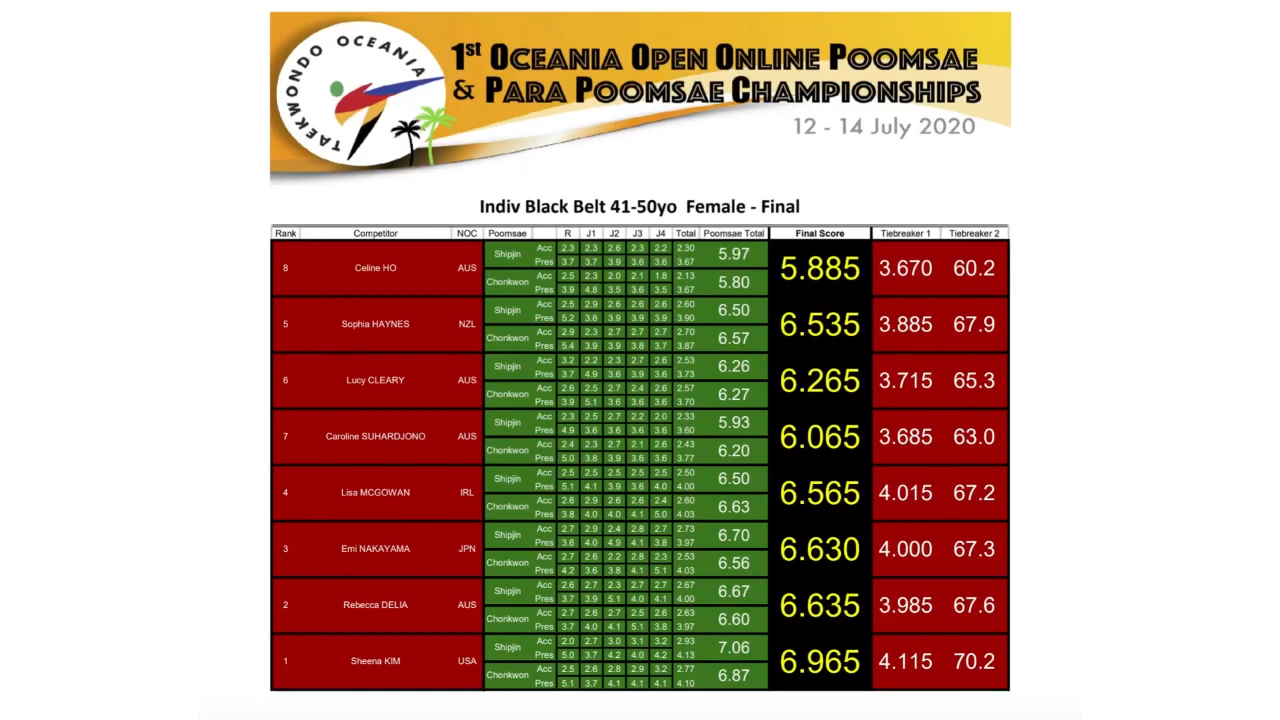 TAEKWONDO OCEANIA
1st OCEANIA OPEN ONLINE POOMSAE
& PARA POOMSAE CHAMPIONSHIPS
12 - 14 July 2020
Indiv Black Belt 41-50yo Female - Final
Rank Competitor NOC Poomsae R J1 J2 J3 J4 Total Poomsae Total Final Score Tiebreaker 1 Tiebreaker 2
8 Celine HO AUS Shipjin Acc 2.3 2.3 2.6 2.3 2.2 2.30 5.97 5.885 3.670 60.2
Pres 3.7 3.7 3.9 3.6 3.6 3.67
Chonkwon Acc 2.5 2.3 2.0 2.1 1.8 2.13 5.80
Pres 3.9 4.8 3.5 3.6 3.5 3.67
5 Sophia HAYNES NZL Shipjin Acc 2.5 2.9 2.6 2.6 2.6 2.60 6.50 6.535 3.885 67.9
Pres 5.2 3.8 3.9 3.9 3.9 3.90
Chonkwon Acc 2.9 2.3 2.7 2.7 2.7 2.70 6.57
Pres 5.4 3.9 3.9 3.8 3.7 3.87
6 Lucy CLEARY AUS Shipjin Acc 3.2 2.2 2.3 2.7 2.6 2.53 6.26 6.265 3.715 65.3
Pres 3.7 4.9 3.6 3.9 3.6 3.73
Chonkwon Acc 2.6 2.5 2.7 2.4 2.6 2.57 6.27
Pres 3.9 5.1 3.6 3.6 3.6 3.70
7 Caroline SUHARDJONO AUS Shipjin Acc 2.3 2.5 2.7 2.2 2.0 2.33 5.93 6.065 3.685 63.0
Pres 4.9 3.6 3.6 3.6 3.6 3.60
Chonkwon Acc 2.4 2.3 2.7 2.1 2.6 2.43 6.20
Pres 5.0 3.8 3.9 3.6 3.6 3.77
4 Lisa MCGOWAN IRL Shipjin Acc 2.5 2.5 2.5 2.5 2.5 2.50 6.50 6.565 4.015 67.2
Pres 5.1 4.1 3.9 3.6 4.0 4.00
Chonkwon Acc 2.6 2.9 2.6 2.6 2.4 2.60 6.63
Pres 3.8 4.0 4.0 4.1 5.0 4.03
3 Emi NAKAYAMA JPN Shipjin Acc 2.7 2.9 2.4 2.8 2.7 2.73 6.70 6.630 4.000 67.3
Pres 3.6 4.0 4.9 4.1 3.8 3.97
Chonkwon Acc 2.7 2.6 2.2 2.8 2.3 2.53 6.56
Pres 4.2 3.6 3.8 4.1 5.1 4.03
2 Rebecca DELIA AUS Shipjin Acc 2.6 2.7 2.3 2.7 2.7 2.67 6.67 6.635 3.985 67.6
Pres 3.7 3.9 5.1 4.0 4.1 4.00
Chonkwon Acc 2.7 2.6 2.7 2.5 2.6 2.63 6.60
Pres 3.7 4.0 4.1 5.1 3.8 3.97
1 Sheena KIM USA Shipjin Acc 2.0 2.7 3.0 3.1 3.2 2.93 7.06 6.965 4.115 70.2
Pres 5.0 3.7 4.2 4.0 4.2 4.13
Chonkwon Acc 2.5 2.6 2.8 2.9 3.2 2.77 6.87
Pres 5.1 3.7 4.1 4.1 4.1 4.10